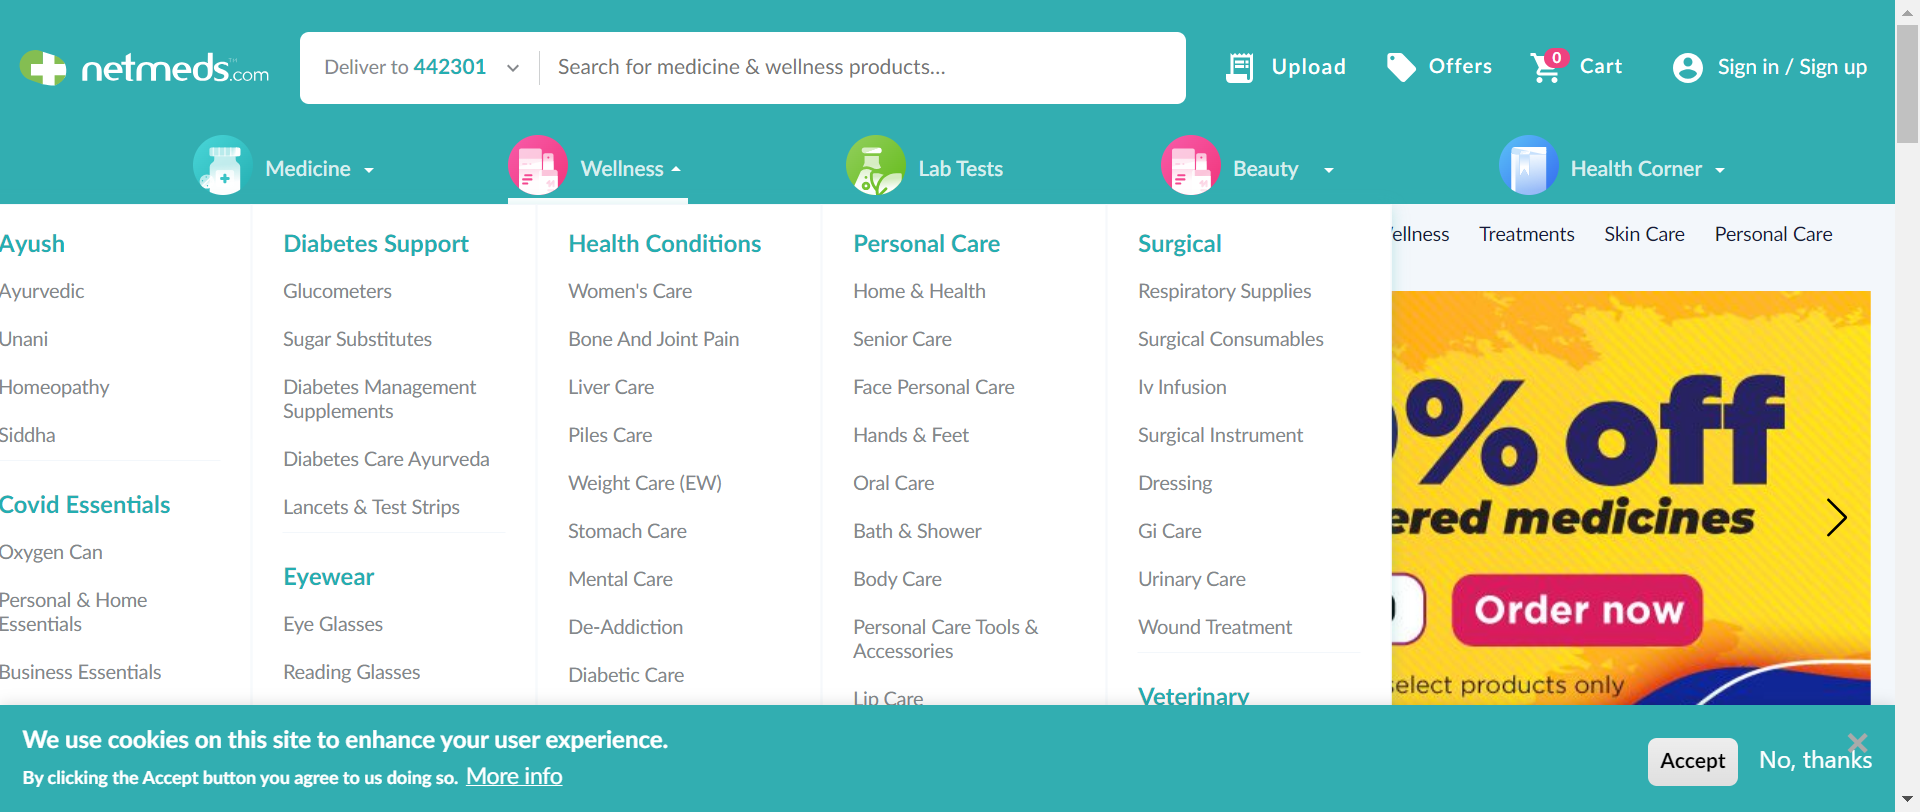 netmeds.com
Deliver to 442301
Search for medicine & wellness products...
Upload
Offers
0
Cart
Sign in / Sign up
Medicine
Wellness
Lab Tests
Beauty
Health Corner
Ayush
Ayurvedic
Unani
Homeopathy
Siddha
Covid Essentials
Oxygen Can
Personal & Home
Essentials
Business Essentials
Diabetes Support
Glucometers
Sugar Substitutes
Diabetes Management
Supplements
Diabetes Care Ayurveda
Lancets & Test Strips
Eyewear
Eye Glasses
Reading Glasses
Health Conditions
Women's Care
Bone And Joint Pain
Liver Care
Piles Care
Weight Care (EW)
Stomach Care
Mental Care
De-Addiction
Diabetic Care
Personal Care
Home & Health
Senior Care
Face Personal Care
Hands & Feet
Oral Care
Bath & Shower
Body Care
Personal Care Tools &
Accessories
Lip Care
Surgical
Respiratory Supplies
Surgical Consumables
Iv Infusion
Surgical Instrument
Dressing
Gi Care
Urinary Care
Wound Treatment
Veterinary
ellness
Treatments
Skin Care
Personal Care
% off
ered medicines
Order now
select products only
We use cookies on this site to enhance your user experience.
By clicking the Accept button you agree to us doing so. More info
Accept
No, thanks